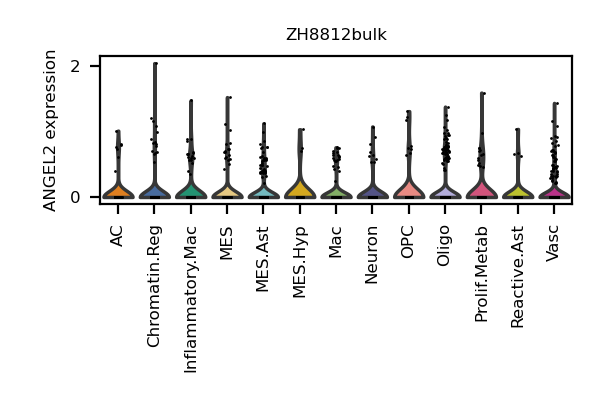 ZH8812bulk
ANGEL2 expression
2
0
AC
Chromatin.Reg
Inflammatory.Mac
MES
MES.Ast
MES.Hyp
Mac
Neuron
OPC
Oligo
Prolif.Metab
Reactive.Ast
Vasc